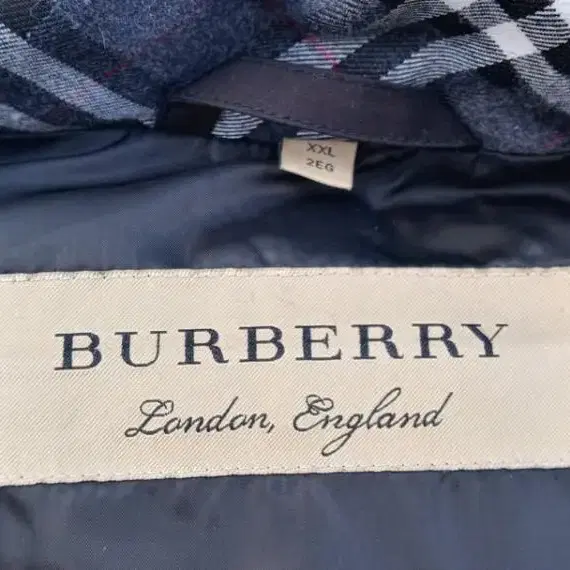 XXL
2EG
BURBERRY
London, England